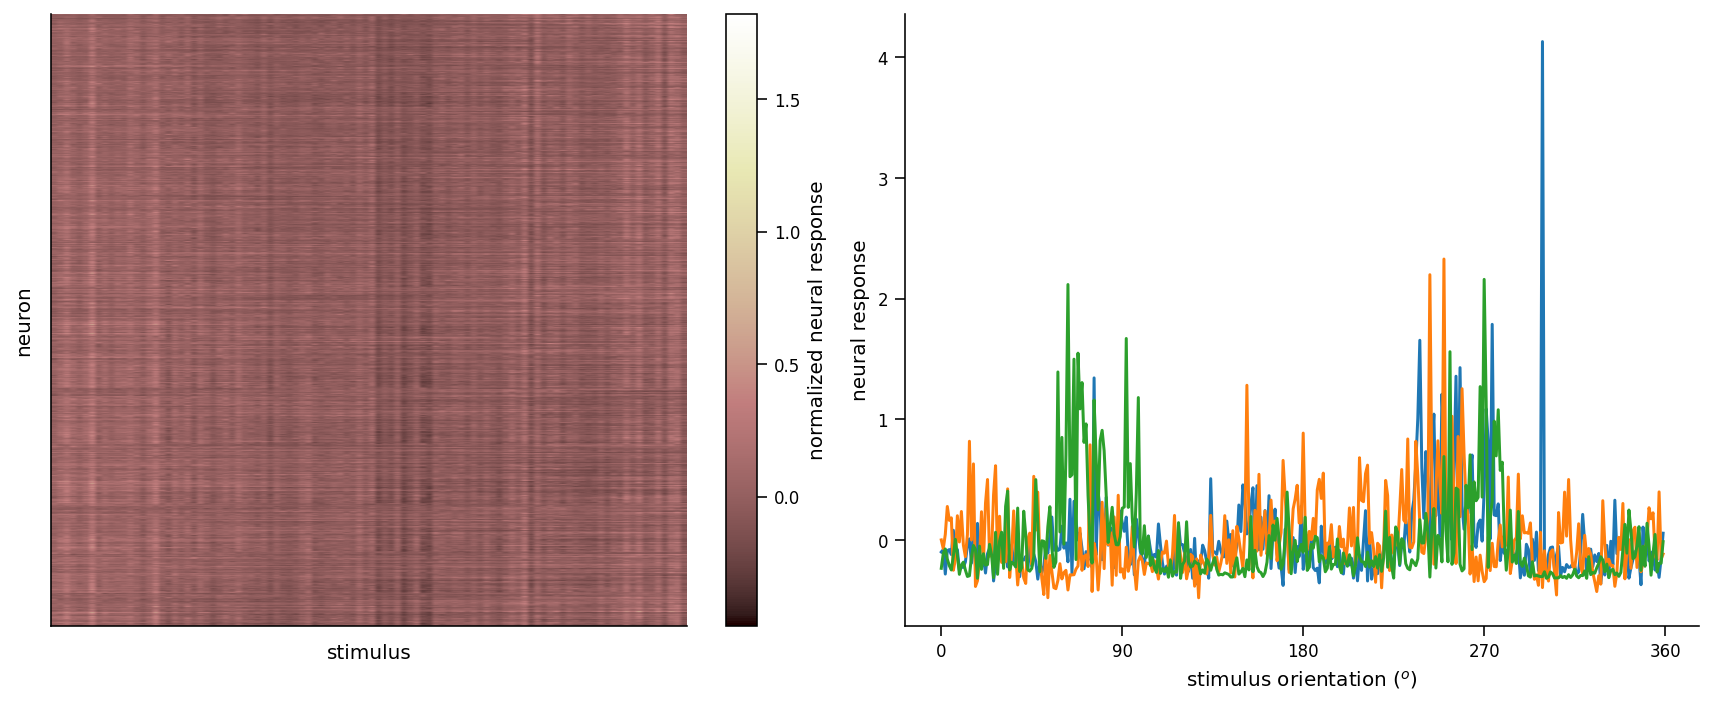 neuron
stimulus
1.5
1.0
0.5
0.0
normalized neural response
neural response
4
3
2
1
0
0 90 180 270 360
stimulus orientation (o)